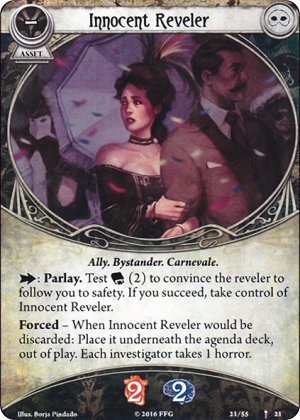 Innocent Reveler
ASSET
Ally. Bystander. Carnevale.
: Parlay. Test (2) to convince the reveler to
follow you to safety. If you succeed, take control of
Innocent Reveler.
Forced – When Innocent Reveler would be
discarded: Place it underneath the agenda deck,
out of play. Each investigator takes 1 horror.
2 2
Illus. Borja Pindado © 2016 FFG 21/55 21